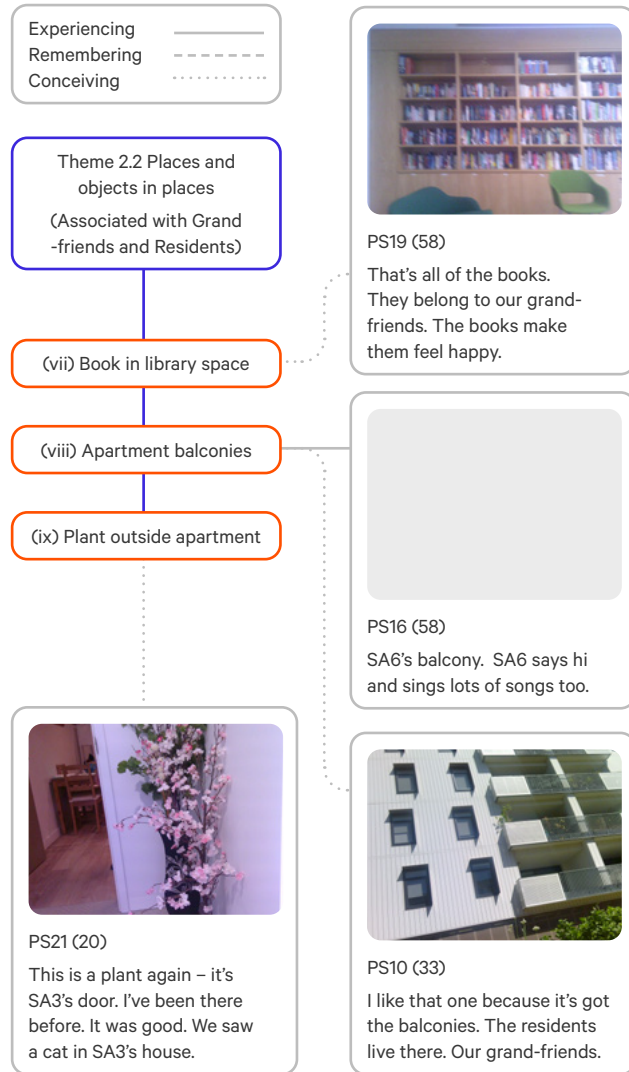 Experiencing
Remembering
Conceiving
Theme 2.2 Places and
objects in places
(Associated with Grand
-friends and Residents)
(vii) Book in library space
(viii) Apartment balconies
(ix) Plant outside apartment
PS19 (58)
That’s all of the books.
They belong to our grand-
friends. The books make
them feel happy.
PS16 (58)
SA6’s balcony.  SA6 says hi
and sings lots of songs too.
PS21 (20)
This is a plant again – it’s
SA3’s door. I’ve been there
before. It was good. We saw
a cat in SA3’s house.
PS10 (33)
I like that one because it’s got
the balconies. The residents
live there. Our grand-friends.